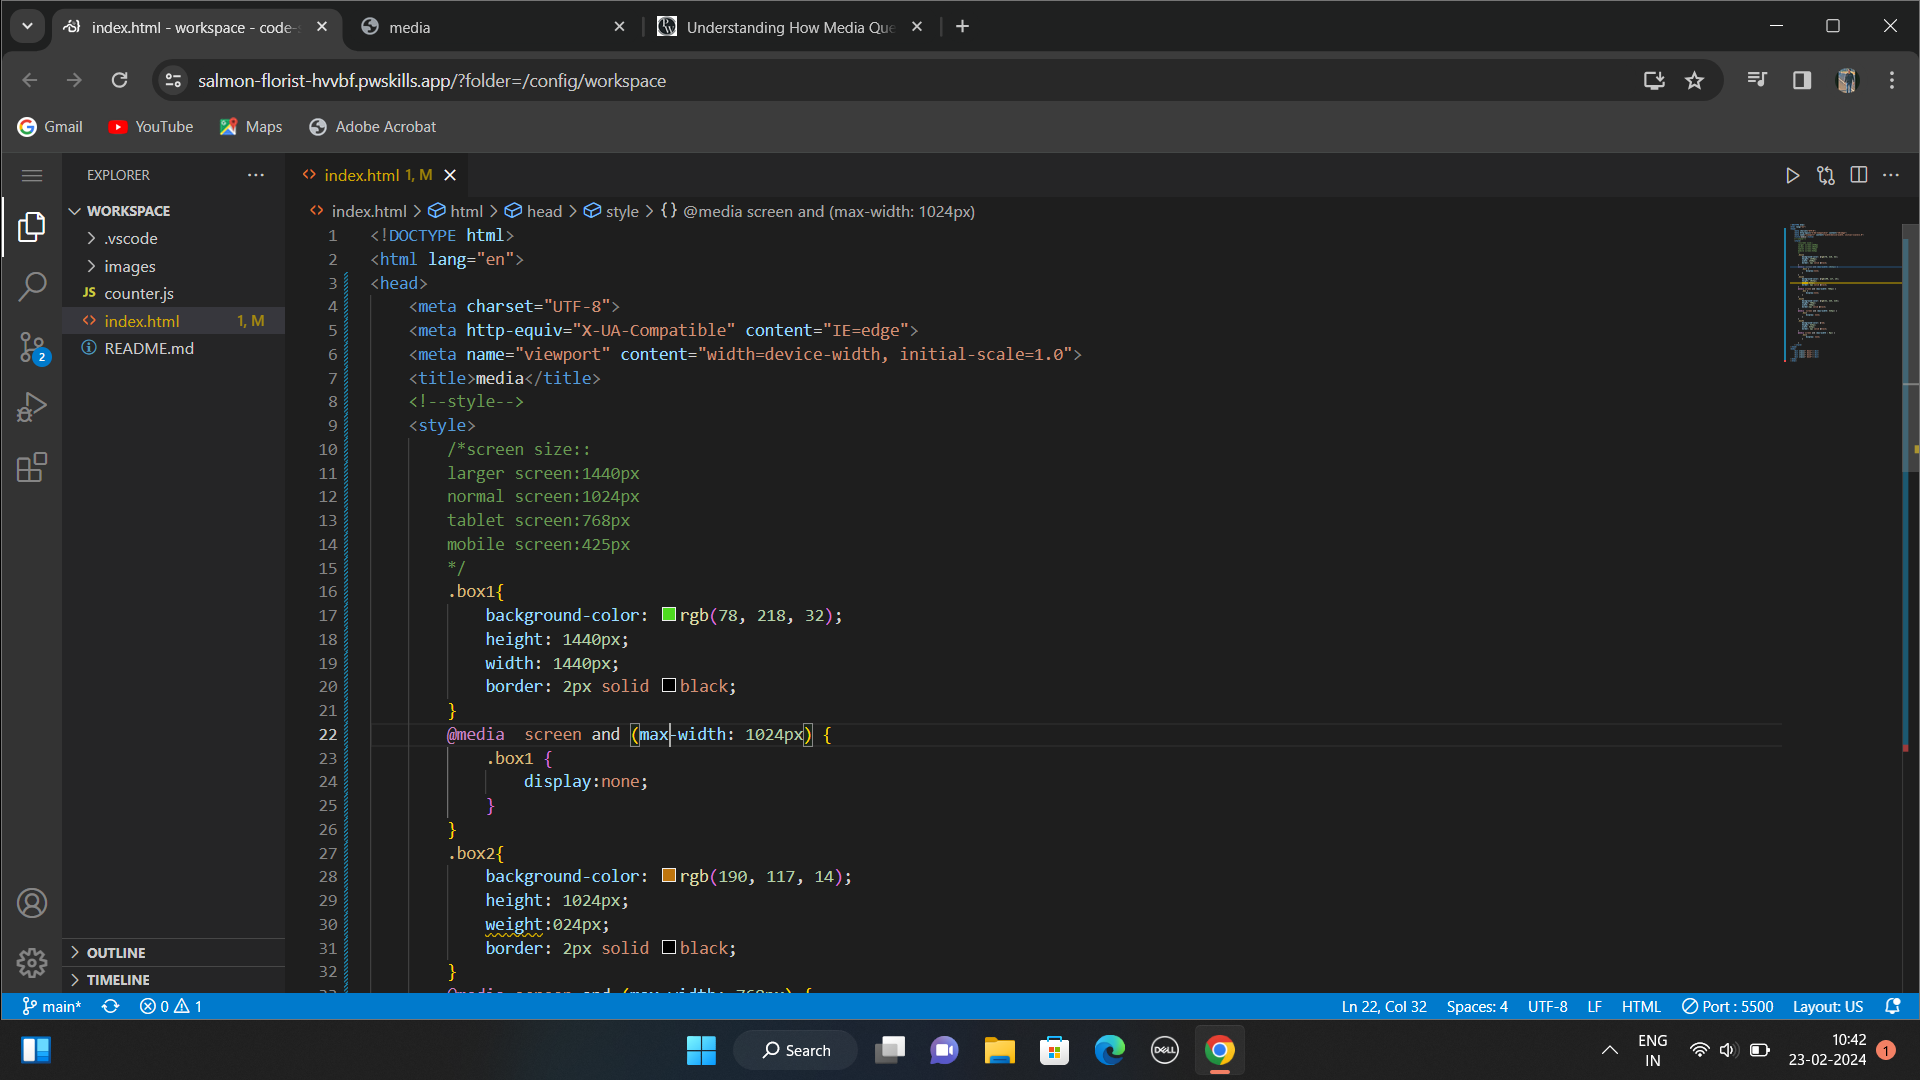 index.html - workspace - code-s
media
Understanding How Media Que
salmon-florist-hvvbf.pwskills.app/?folder=/config/workspace
Gmail
YouTube
Maps
Adobe Acrobat
EXPLORER
WORKSPACE
.vscode
images
JS counter.js
index.html 1, M
README.md
2
OUTLINE
TIMELINE
index.html 1, M
index.html > html > head > style > {} @media screen and (max-width: 1024px)
1 <!DOCTYPE html>
2 <html lang="en">
3 <head>
4 <meta charset="UTF-8">
5 <meta http-equiv="X-UA-Compatible" content="IE=edge">
6 <meta name="viewport" content="width=device-width, initial-scale=1.0">
7 <title>media</title>
8 <!--style-->
9 <style>
10 /*screen size::
11 larger screen:1440px
12 normal screen:1024px
13 tablet screen:768px
14 mobile screen:425px
15 */
16 .box1{
17 background-color: rgb(78, 218, 32);
18 height: 1440px;
19 width: 1440px;
20 border: 2px solid black;
21 }
22 @media  screen and (max-width: 1024px) {
23 .box1 {
24 display:none;
25 }
26 }
27 .box2{
28 background-color: rgb(190, 117, 14);
29 height: 1024px;
30 weight:024px;
31 border: 2px solid black;
32 }
33 @media screen and (max-width: 768px) {
main* 0 1
Ln 22, Col 32 Spaces: 4 UTF-8 LF HTML Port : 5500 Layout: US
Search
DELL
ENG
IN
10:42
23-02-2024
1